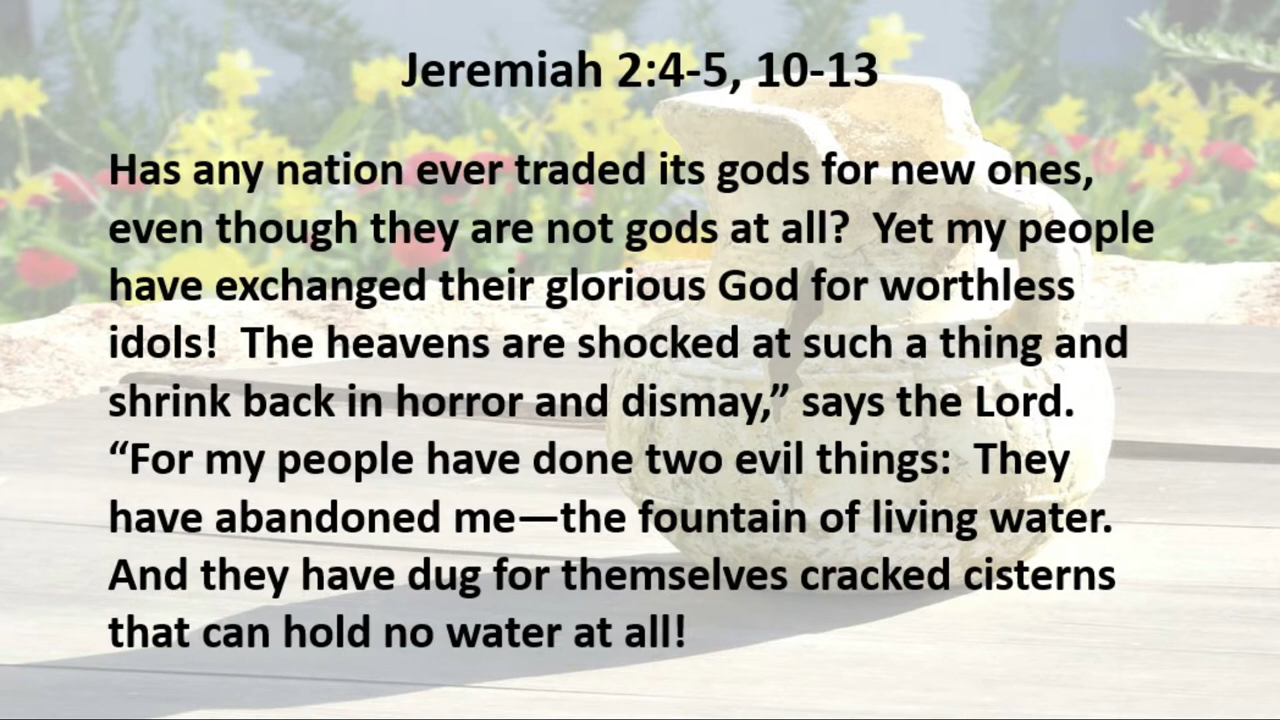 Jeremiah 2:4-5, 10-13
Has any nation ever traded its gods for new ones,
even though they are not gods at all?  Yet my people
have exchanged their glorious God for worthless
idols!  The heavens are shocked at such a thing and
shrink back in horror and dismay,” says the Lord.
“For my people have done two evil things:  They
have abandoned me—the fountain of living water.
And they have dug for themselves cracked cisterns
that can hold no water at all!